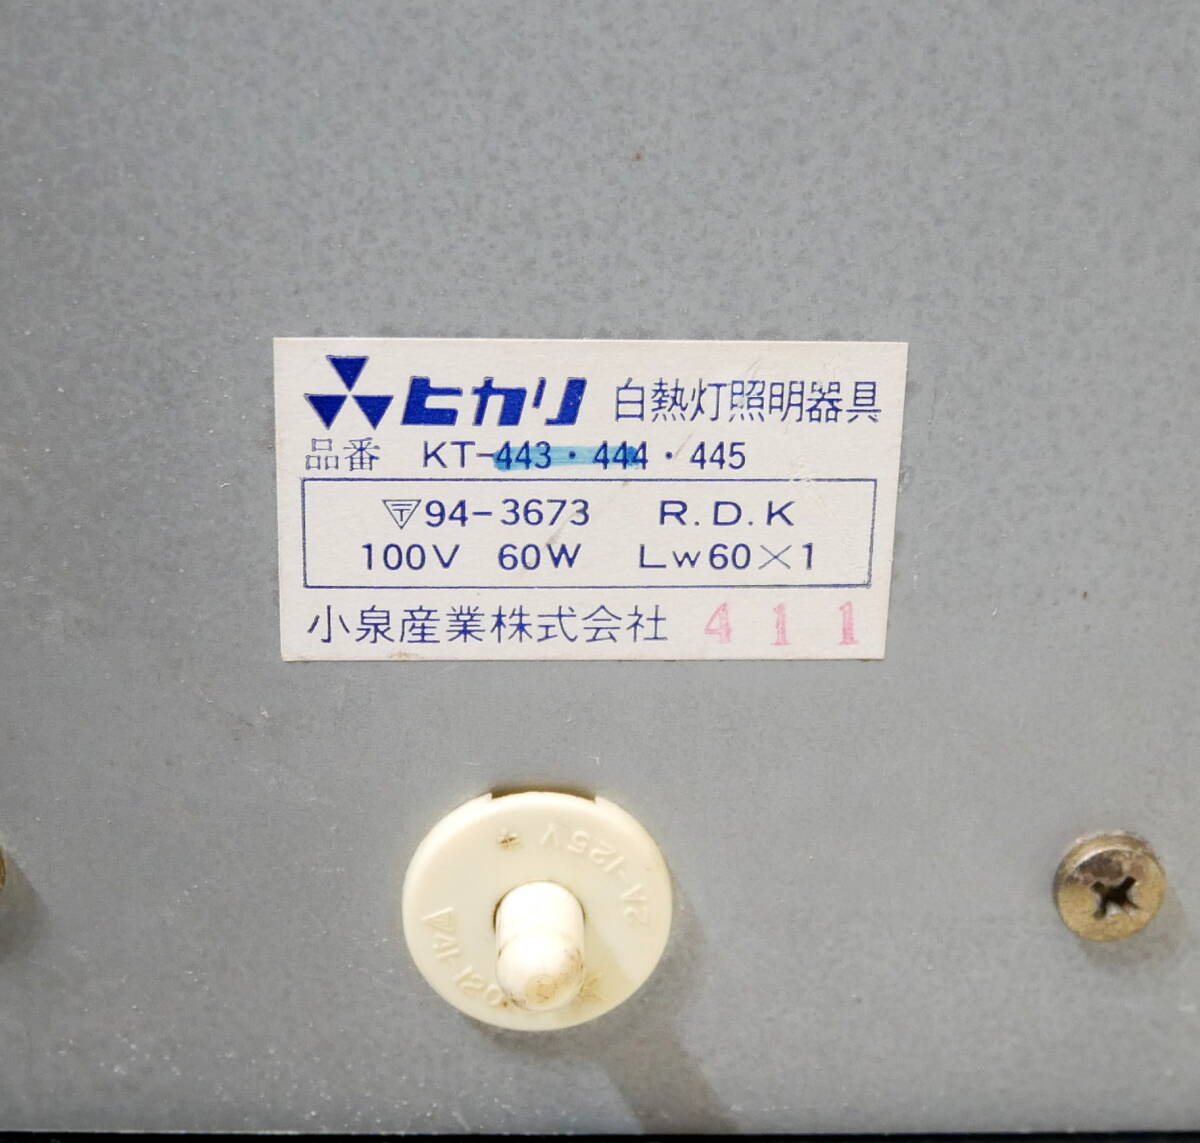 ヒカリ 白熱灯照明器具
品番 KT-443・444・445
〒94-3673 R.D.K
100V 60W Lw60×1
小泉産業株式会社 411
2A-125V